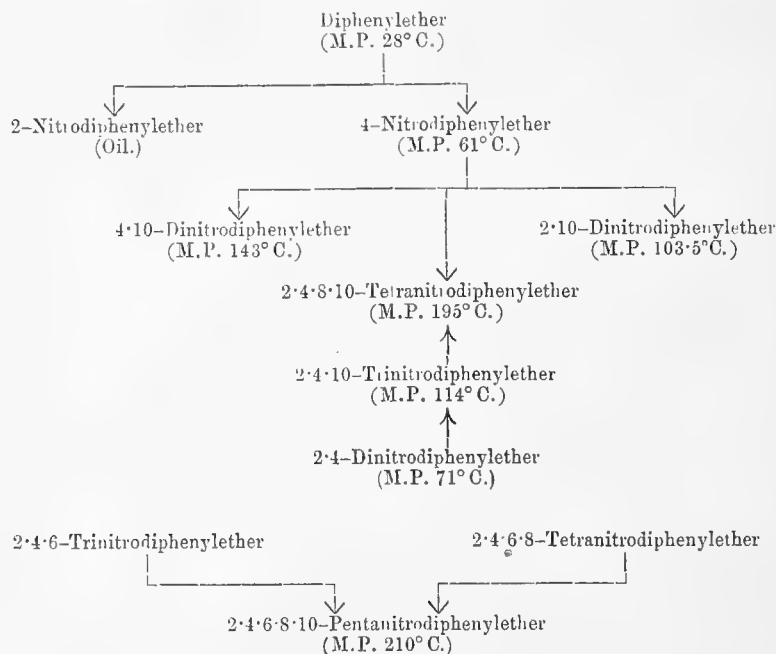 Diphenylether
(M.P. 28° C.)
2-Nitrodiphenylether
(Oil.)
4-Nitrodiphenylether
(M.P. 61° C.)
4·10-Dinitrodiphenylether
(M.P. 143° C.)
2·10-Dinitrodiphenylether
(M.P. 103·5°C.)
2·4·8·10-Tetranitrodiphenylether
(M.P. 195° C.)
2·4·10-Trinitrodiphenylether
(M.P. 114° C.)
2·4-Dinitrodiphenylether
(M.P. 71° C.)
2·4·6-Trinitrodiphenylether
2·4·6·8-Tetranitrodiphenylether
2·4·6·8·10-Pentanitrodiphenylether
(M.P. 210° C.)